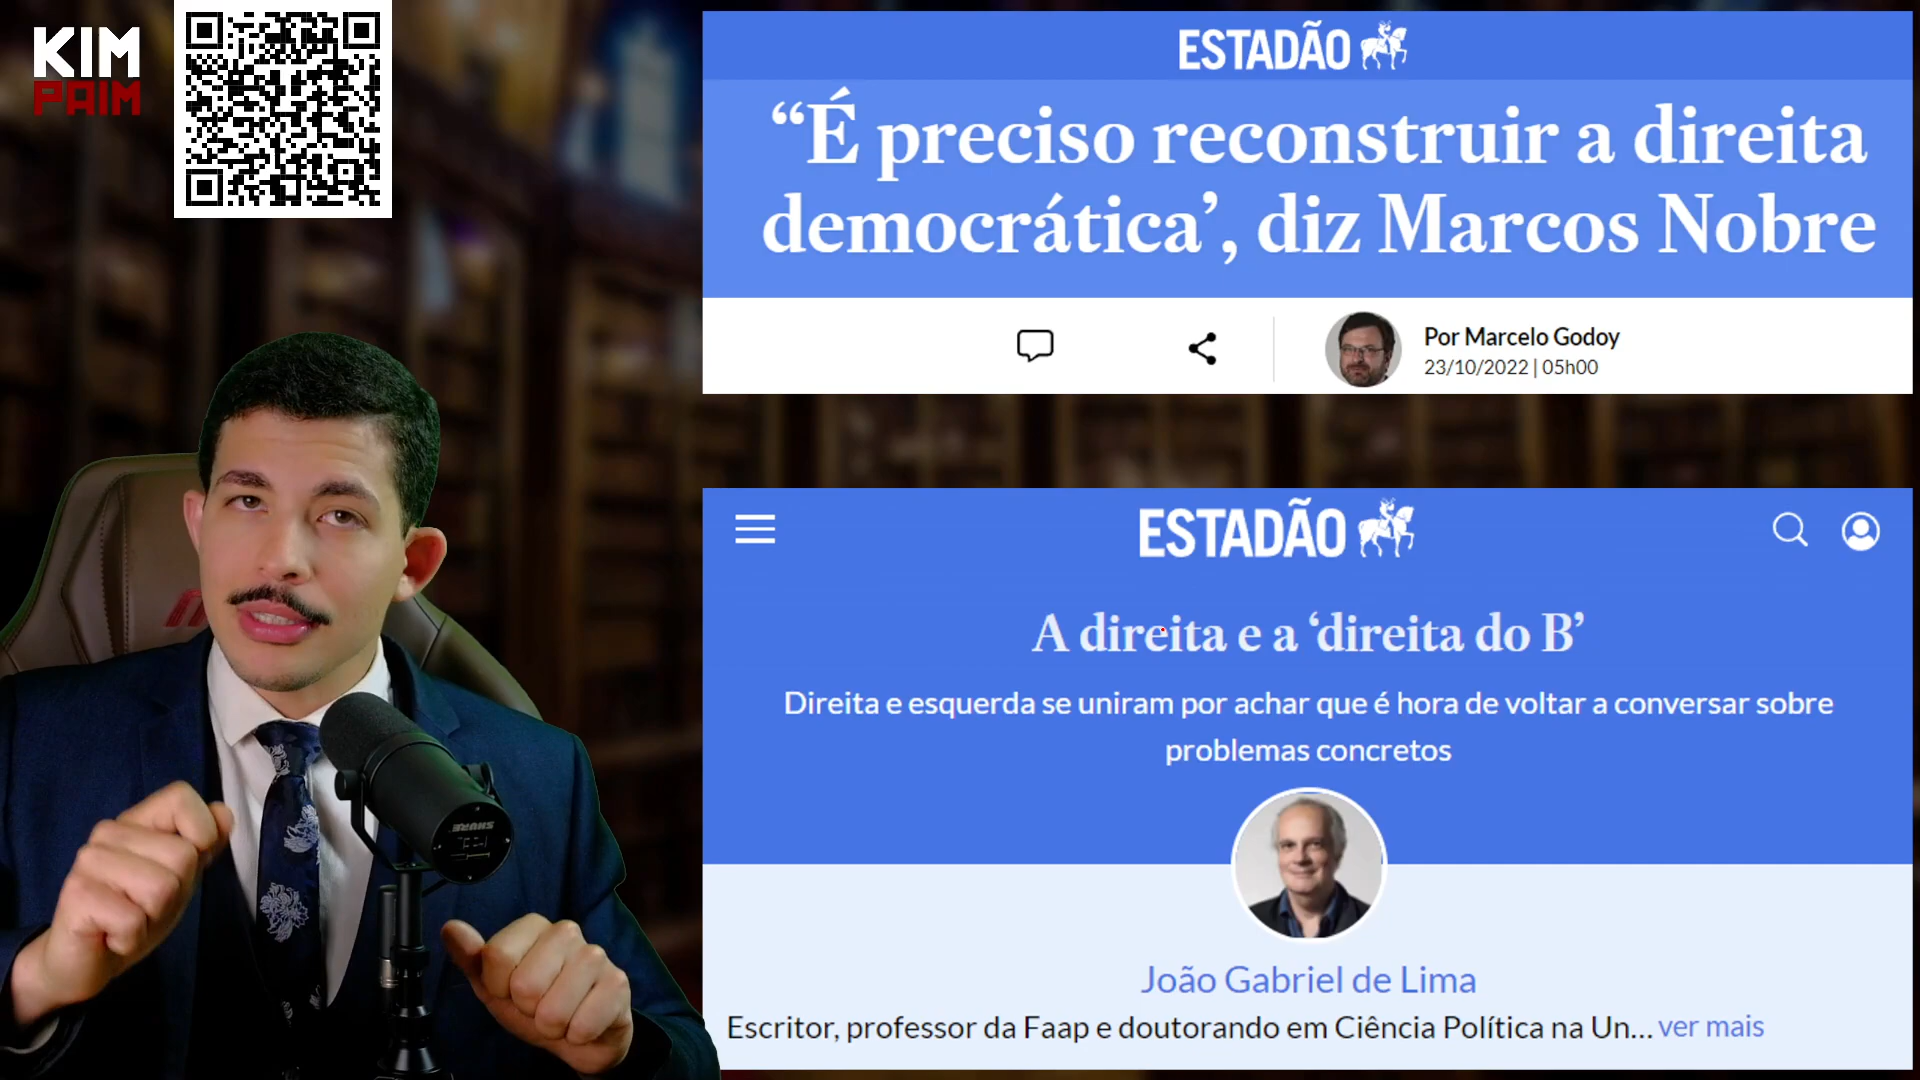 KIM
PAIM
ESTADÃO
“É preciso reconstruir a direita
democrática’, diz Marcos Nobre
Por Marcelo Godoy
23/10/2022 | 05h00
ESTADÃO
A direita e a ‘direita do B’
Direita e esquerda se uniram por achar que é hora de voltar a conversar sobre
problemas concretos
João Gabriel de Lima
Escritor, professor da Faap e doutorando em Ciência Política na Un... ver mais
SHURE